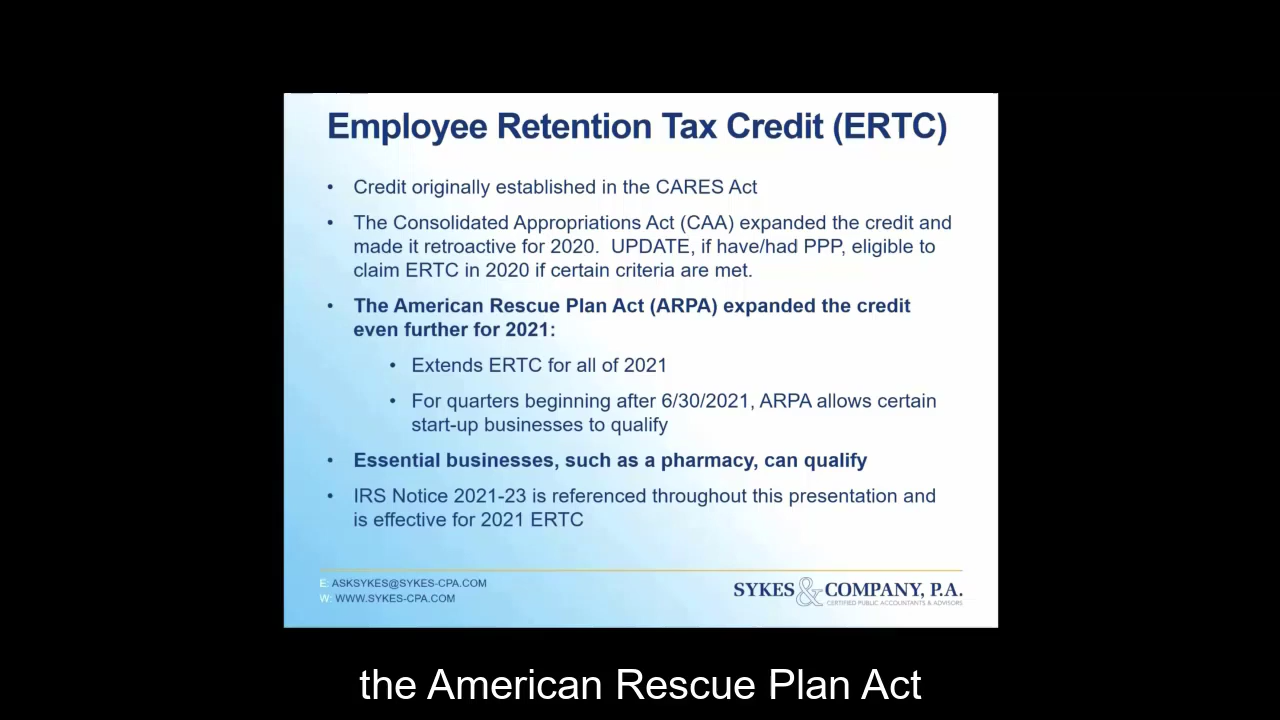 Employee Retention Tax Credit (ERTC)
• Credit originally established in the CARES Act
• The Consolidated Appropriations Act (CAA) expanded the credit and
made it retroactive for 2020.  UPDATE, if have/had PPP, eligible to
claim ERTC in 2020 if certain criteria are met.
• The American Rescue Plan Act (ARPA) expanded the credit
even further for 2021:
• Extends ERTC for all of 2021
• For quarters beginning after 6/30/2021, ARPA allows certain
start-up businesses to qualify
• Essential businesses, such as a pharmacy, can qualify
• IRS Notice 2021-23 is referenced throughout this presentation and
is effective for 2021 ERTC
E: ASKSYKES@SYKES-CPA.COM
W: WWW.SYKES-CPA.COM
SYKES & COMPANY, P.A.
CERTIFIED PUBLIC ACCOUNTANTS & ADVISORS
the American Rescue Plan Act